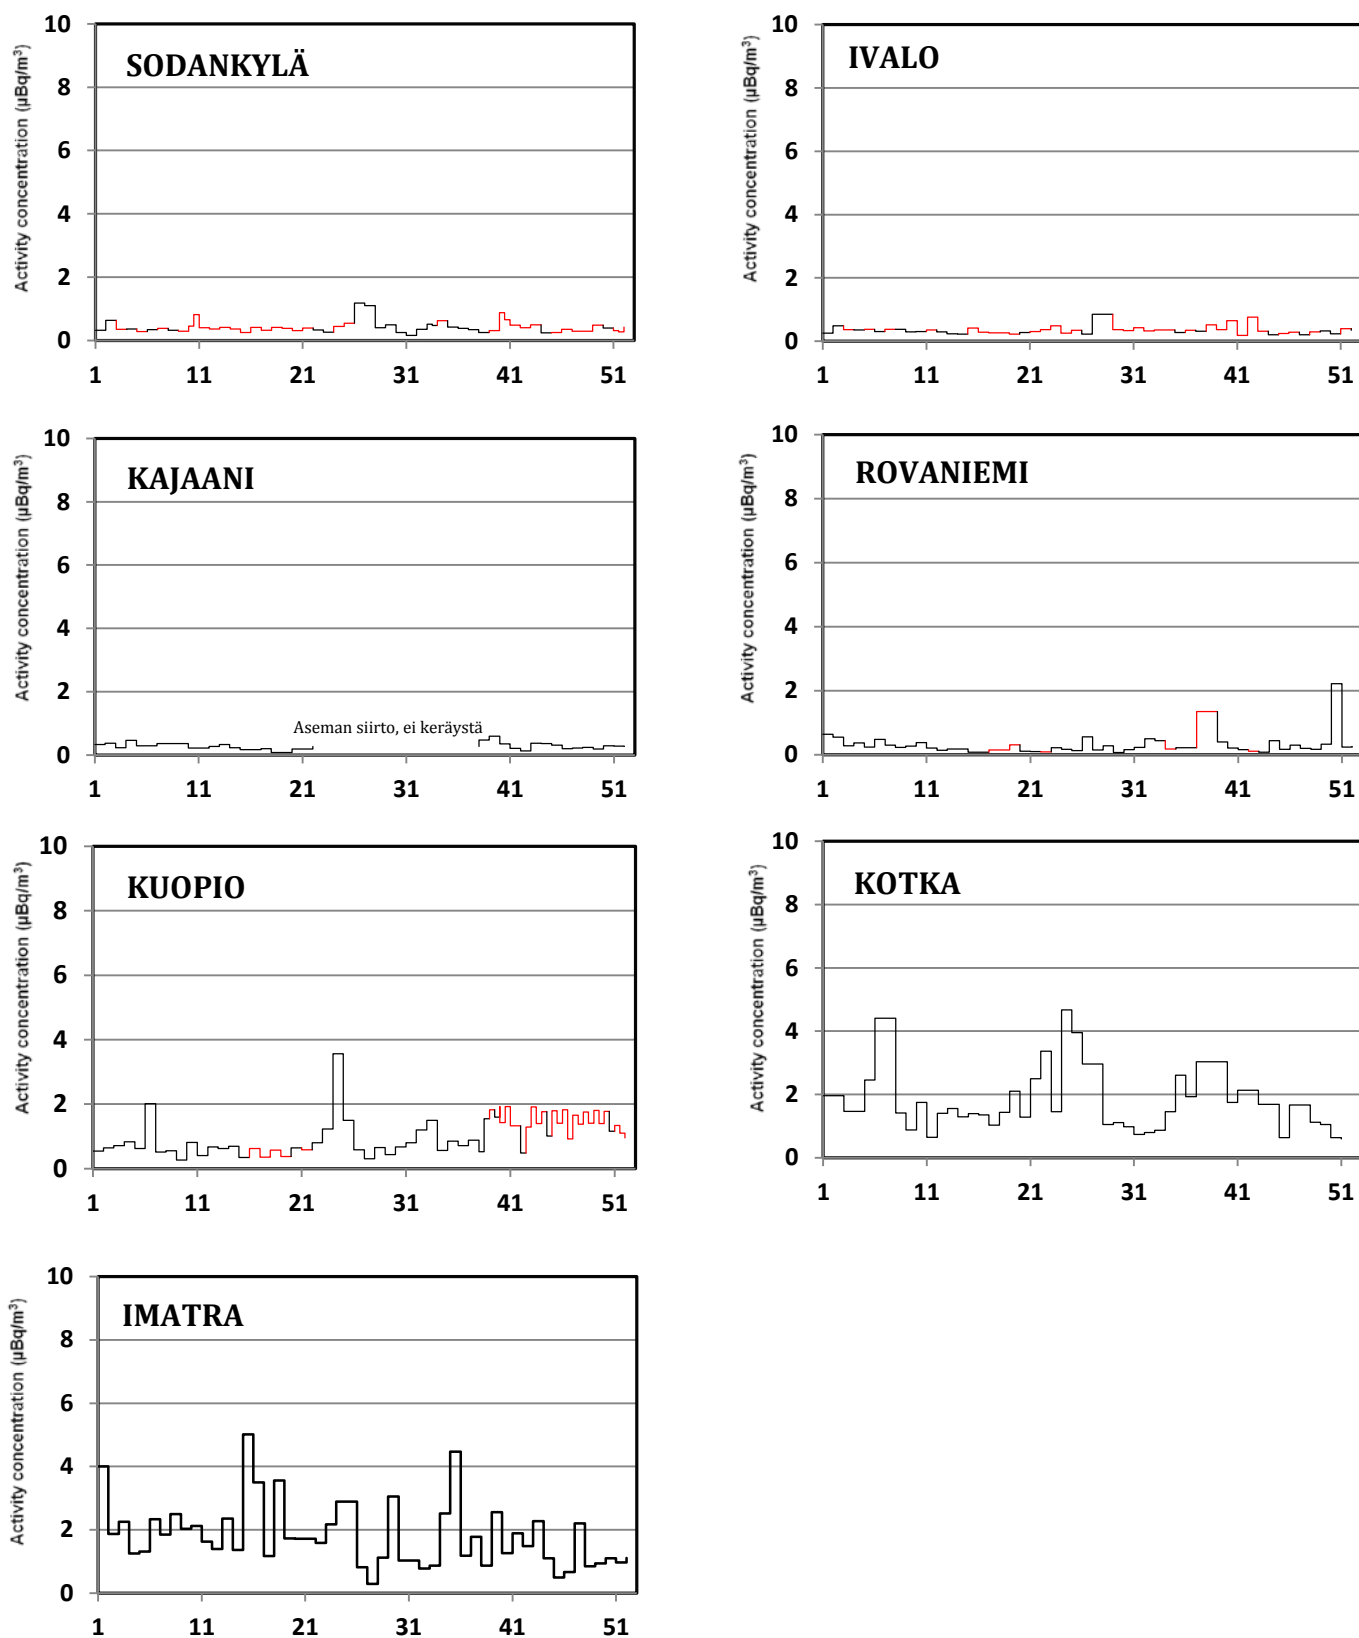 SODANKYLÄ
Activity concentration (µBq/m³)
10
8
6
4
2
0
1 11 21 31 41 51
IVALO
Activity concentration (µBq/m³)
10
8
6
4
2
0
1 11 21 31 41 51
KAJAANI
Activity concentration (µBq/m³)
10
8
6
4
2
0
Aseman siirto, ei keräystä
1 11 21 31 41 51
ROVANIEMI
Activity concentration (µBq/m³)
10
8
6
4
2
0
1 11 21 31 41 51
KUOPIO
Activity concentration (µBq/m³)
10
8
6
4
2
0
1 11 21 31 41 51
KOTKA
Activity concentration (µBq/m³)
10
8
6
4
2
0
1 11 21 31 41 51
IMATRA
Activity concentration (µBq/m³)
10
8
6
4
2
0
1 11 21 31 41 51